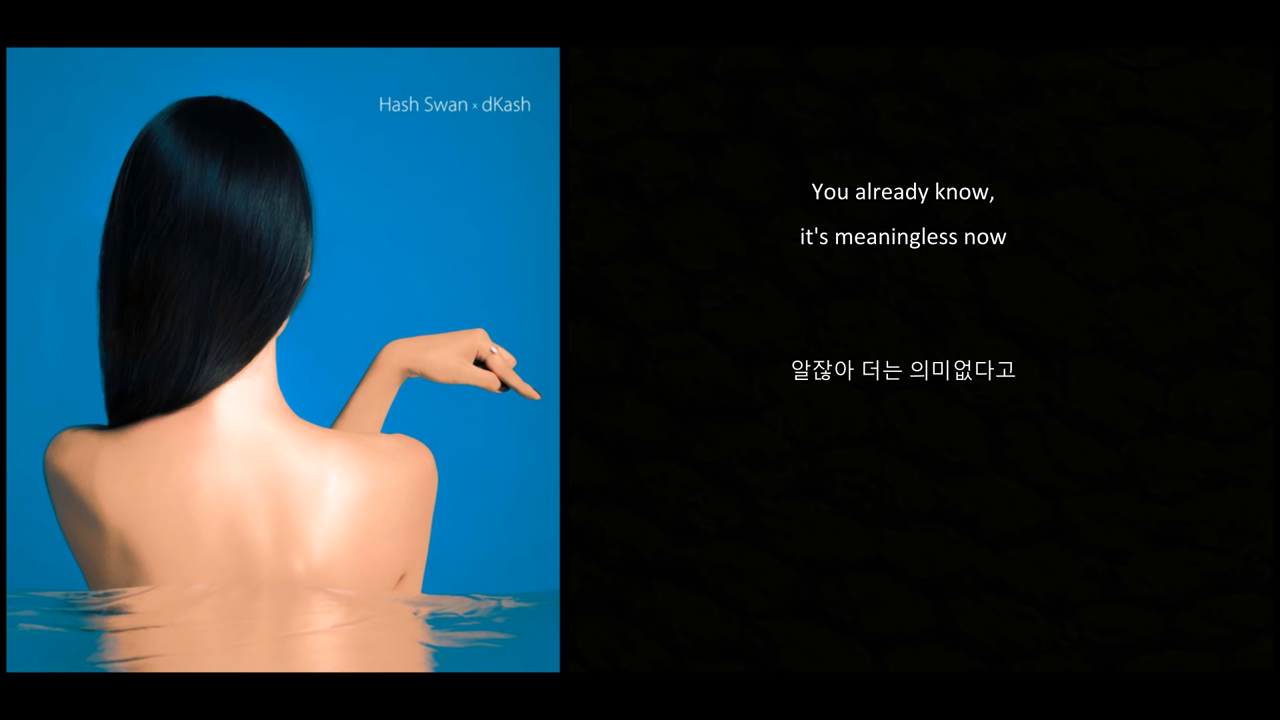 Hash Swan x dKash
You already know,
it's meaningless now
알잖아 더는 의미없다고